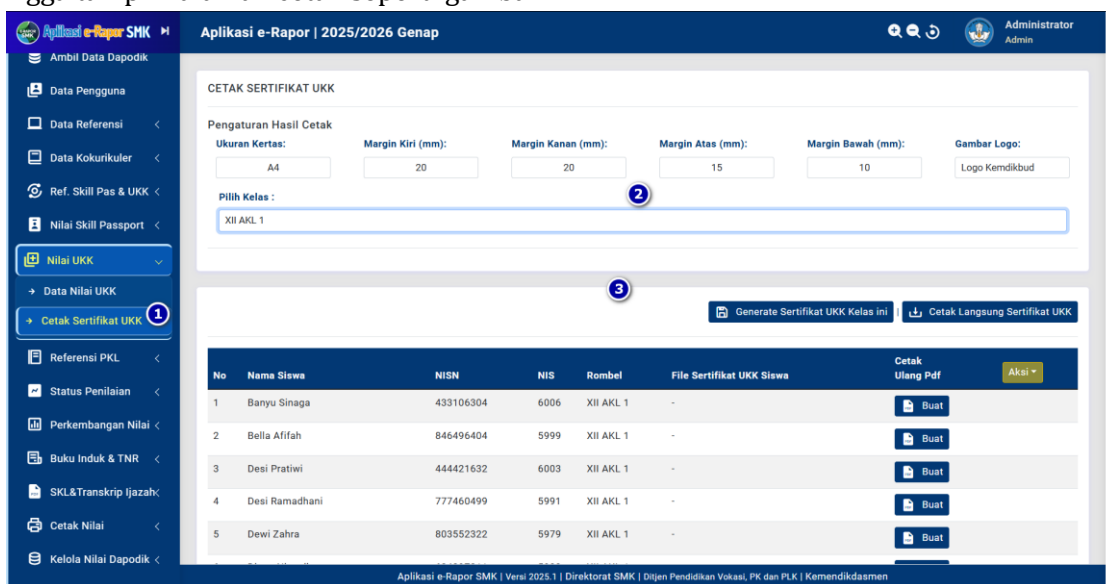 Aplikasi e-Rapor SMK
Aplikasi e-Rapor | 2025/2026 Genap
Administrator
Admin
Ambil Data Dapodik
Data Pengguna
Data Referensi
Data Kokurikuler
Ref. Skill Pas & UKK
Nilai Skill Passport
Nilai UKK
Data Nilai UKK
Cetak Sertifikat UKK
1
Referensi PKL
Status Penilaian
Perkembangan Nilai
Buku Induk & TNR
SKL&Transkrip Ijazah
Cetak Nilai
Kelola Nilai Dapodik
CETAK SERTIFIKAT UKK
Pengaturan Hasil Cetak
Ukuran Kertas: Margin Kiri (mm): Margin Kanan (mm): Margin Atas (mm): Margin Bawah (mm): Gambar Logo:
A4 20 20 15 10 Logo Kemdikbud
2
Pilih Kelas :
XII AKL 1
3
Generate Sertifikat UKK Kelas ini | Cetak Langsung Sertifikat UKK
No Nama Siswa NISN NIS Rombel File Sertifikat UKK Siswa Cetak Ulang Pdf Aksi
1 Banyu Sinaga 433106304 6006 XII AKL 1 - Buat
2 Bella Afifah 846496404 5999 XII AKL 1 - Buat
3 Desi Pratiwi 444421632 6003 XII AKL 1 - Buat
4 Desi Ramadhani 777460499 5991 XII AKL 1 - Buat
5 Dewi Zahra 803552322 5979 XII AKL 1 - Buat
Aplikasi e-Rapor SMK | Versi 2025.1 | Direktorat SMK | Ditjen Pendidikan Vokasi, PK dan PLK | Kemendikdasmen